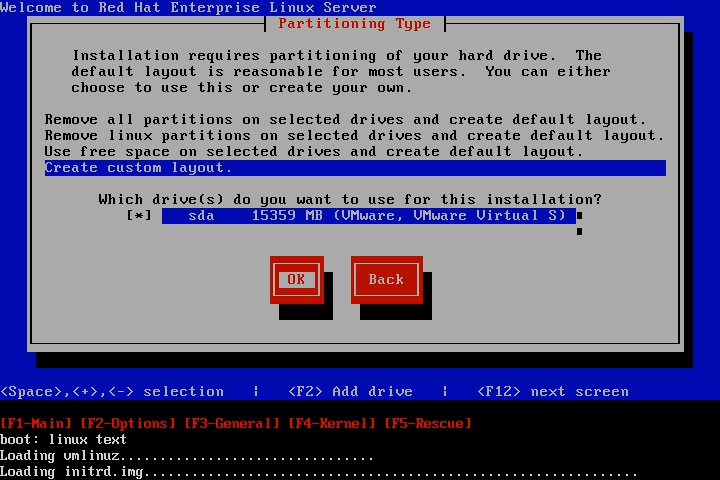 Welcome to Red Hat Enterprise Linux Server
Partitioning Type
Installation requires partitioning of your hard drive. The
default layout is reasonable for most users. You can either
choose to use this or create your own.
Remove all partitions on selected drives and create default layout.
Remove linux partitions on selected drives and create default layout.
Use free space on selected drives and create default layout.
Create custom layout.
Which drive(s) do you want to use for this installation?
[*] sda 15359 MB (VMware, VMware Virtual S)
OK Back
<Space>,<+>,<-> selection | <F2> Add drive | <F12> next screen
[F1-Main] [F2-Options] [F3-General] [F4-Kernel] [F5-Rescue]
boot: linux text
Loading vmlinuz................................
Loading initrd.img..............................................................